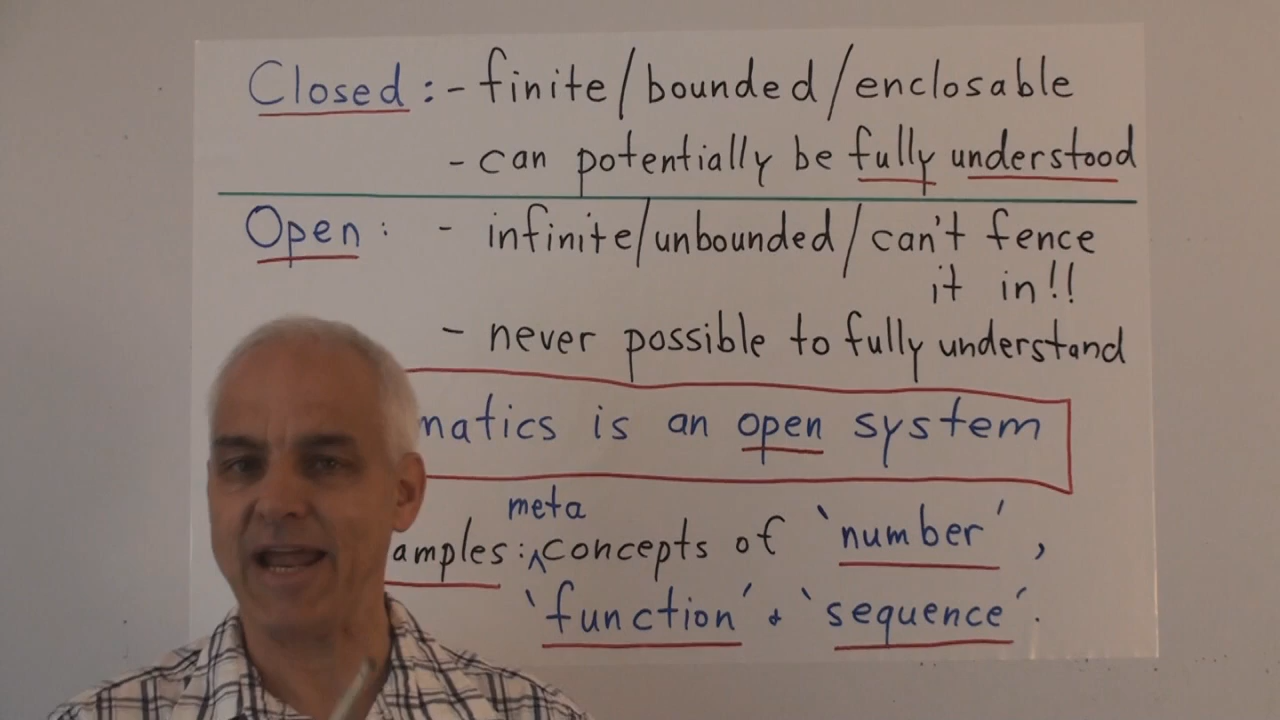 Closed : - finite / bounded / enclosable
- can potentially be fully understood
Open : - infinite / unbounded / can't fence
it in!!
- never possible to fully understand
matics is an open system
meta
amples : ^ concepts of 'number' ,
'function' + 'sequence' .